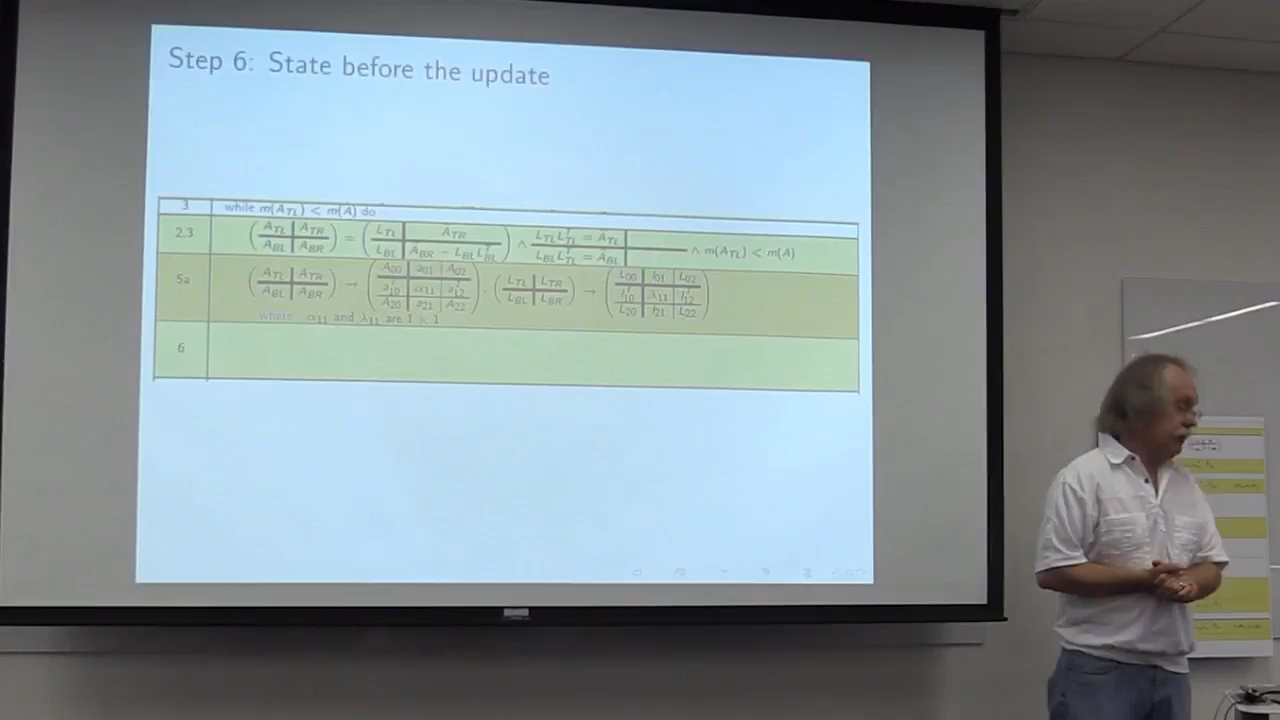 Step 6: State before the update
3 while m(A_TL) < m(A) do
2,3 (A_TL | A_TR / A_BL | A_BR) = (L_TL | A_TR / L_BL | A_BR − L_BL L_BL^T) ∧ L_TL L_TL^T = A_TL | / L_BL L_TL^T = A_BL | ∧ m(A_TL) < m(A)
5a (A_TL | A_TR / A_BL | A_BR) → (A_00 | a_01 | A_02 / a_10^T | α_11 | a_12^T / A_20 | a_21 | A_22), (L_TL | L_TR / L_BL | L_BR) → (L_00 | l_01 | L_02 / l_10^T | λ_11 | l_12^T / L_20 | l_21 | L_22)
where α_11 and λ_11 are 1 × 1
6